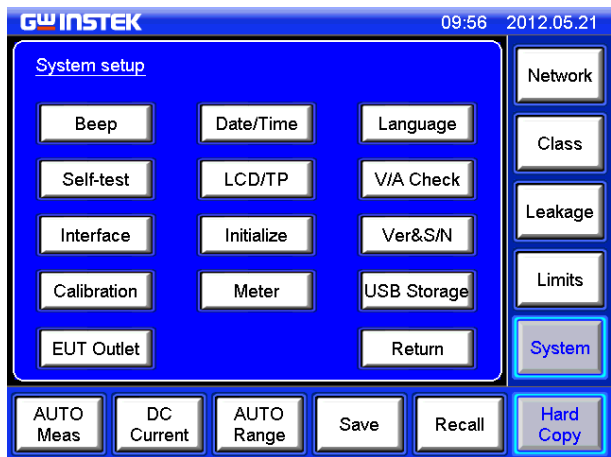 GWINSTEK 09:56 2012.05.21
System setup
Network
Beep Date/Time Language
Class
Self-test LCD/TP V/A Check
Leakage
Interface Initialize Ver&S/N
Limits
Calibration Meter USB Storage
EUT Outlet Return
System
AUTO Meas
DC Current
AUTO Range
Save
Recall
Hard Copy